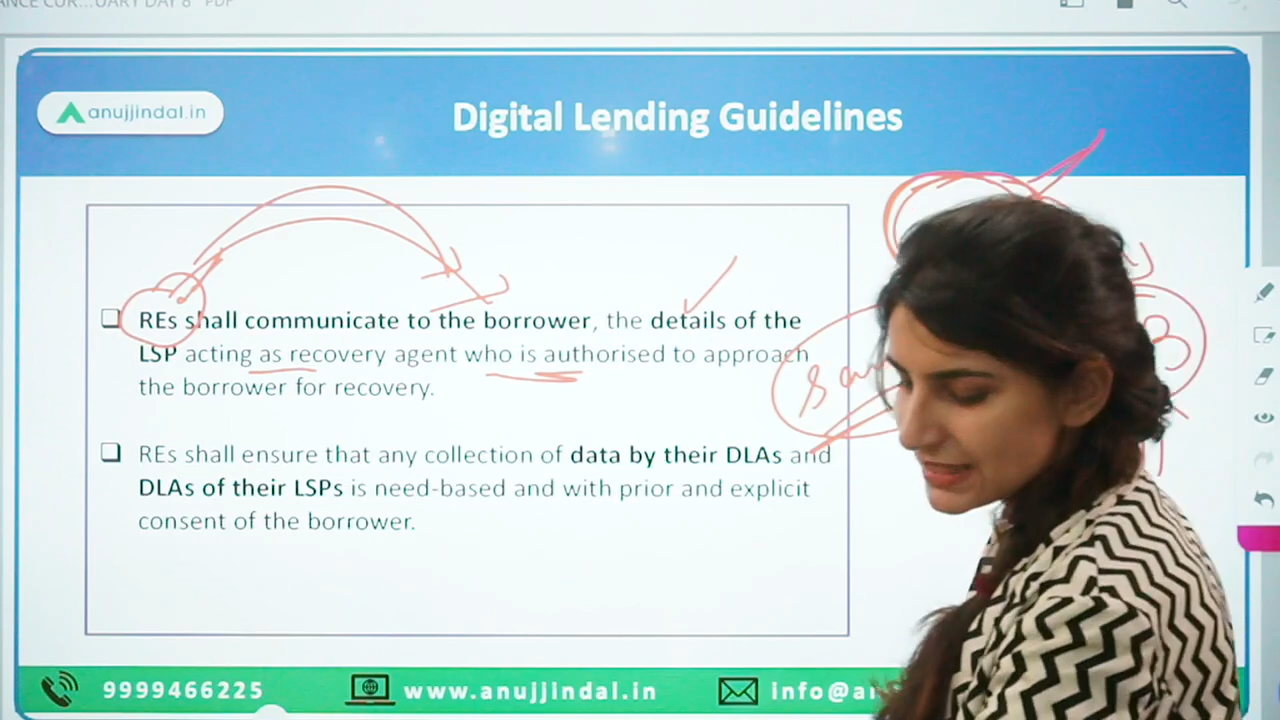 anujjindal.in
Digital Lending Guidelines
REs shall communicate to the borrower, the details of the
LSP acting as recovery agent who is authorised to approach
the borrower for recovery.
REs shall ensure that any collection of data by their DLAs and
DLAs of their LSPs is need-based and with prior and explicit
consent of the borrower.
9999466225
www.anujjindal.in